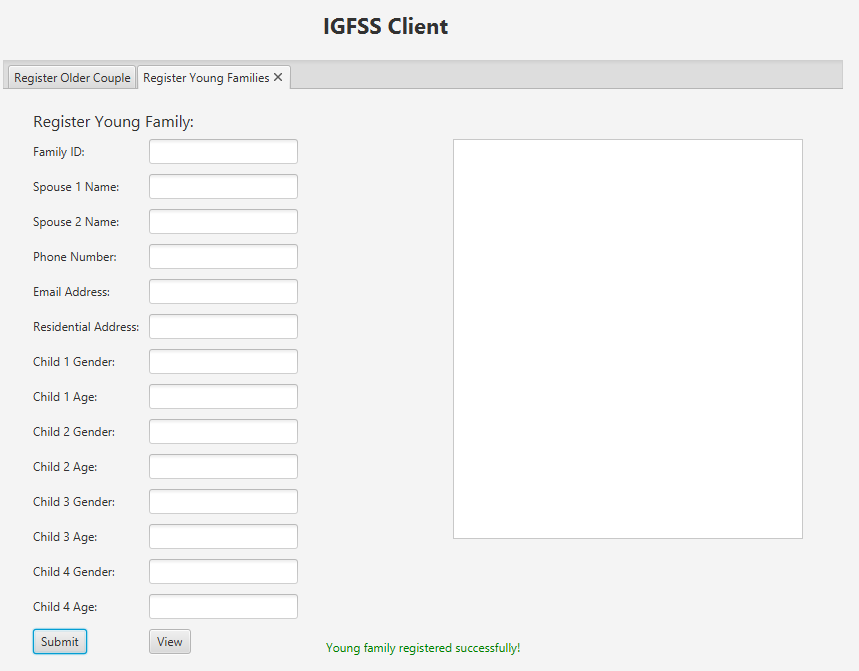 IGFSS Client
Register Older Couple
Register Young Families
Register Young Family:
Family ID:
Spouse 1 Name:
Spouse 2 Name:
Phone Number:
Email Address:
Residential Address:
Child 1 Gender:
Child 1 Age:
Child 2 Gender:
Child 2 Age:
Child 3 Gender:
Child 3 Age:
Child 4 Gender:
Child 4 Age:
Submit
View
Young family registered successfully!